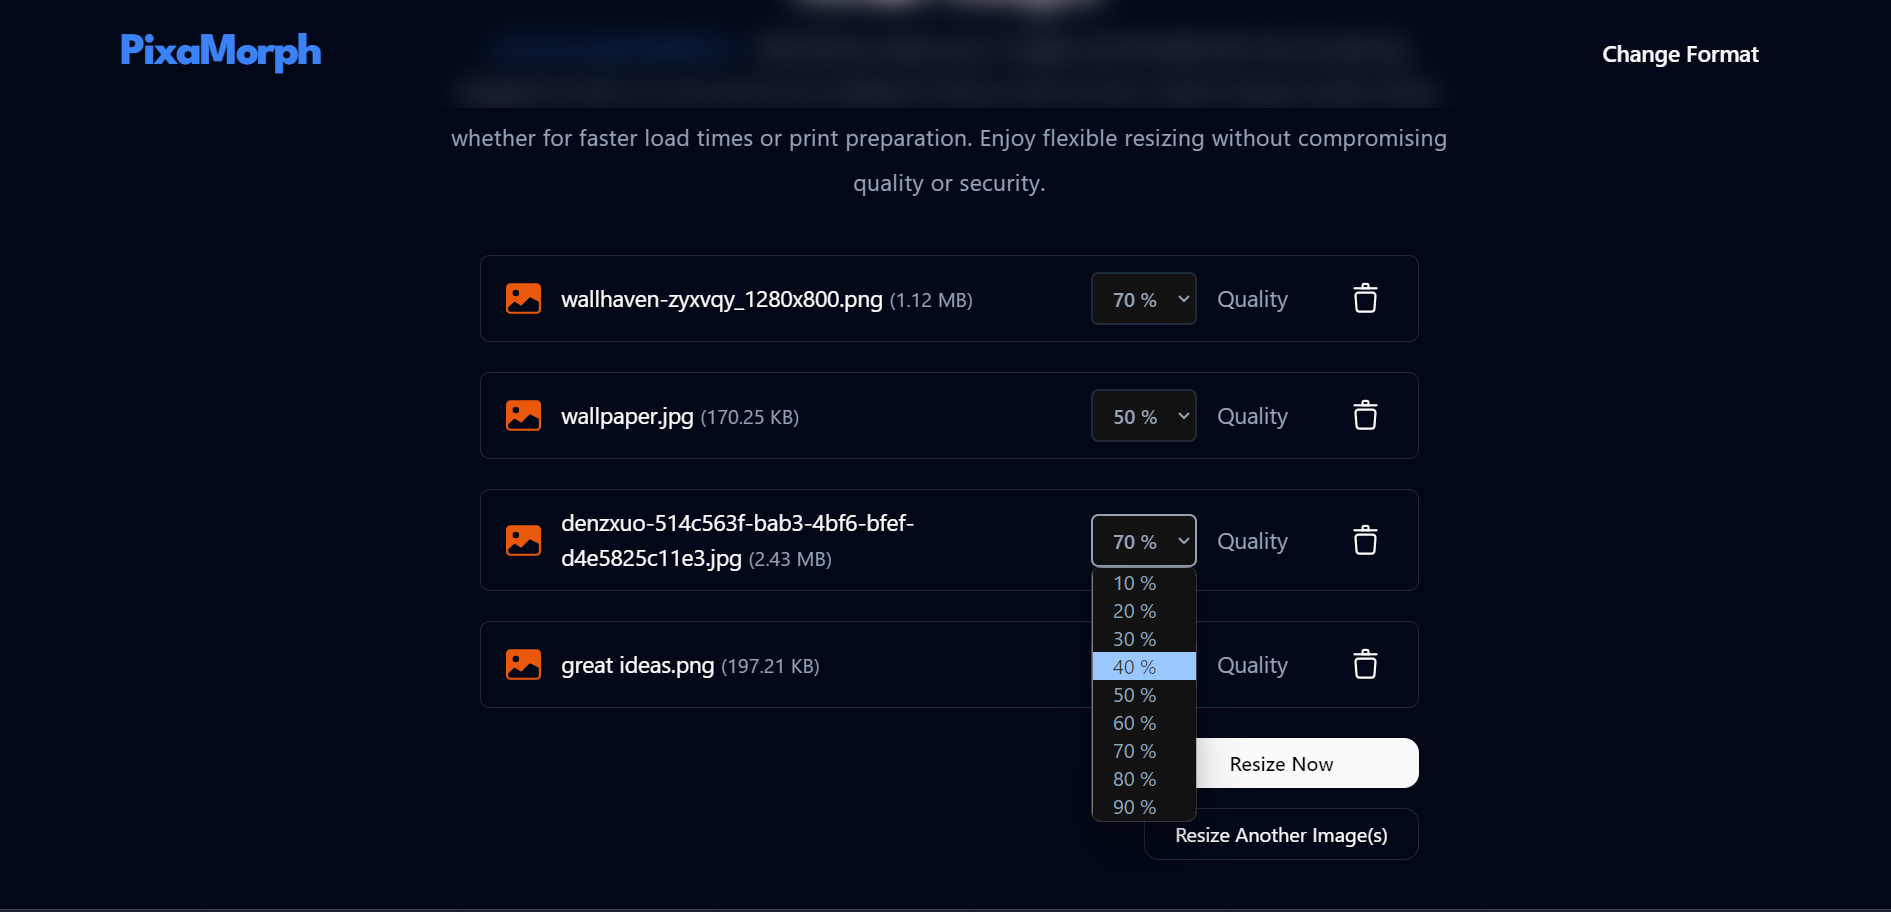 PixaMorph
Change Format
whether for faster load times or print preparation. Enjoy flexible resizing without compromising
quality or security.
wallhaven-zyxvqy_1280x800.png (1.12 MB)
70 %
Quality
wallpaper.jpg (170.25 KB)
50 %
Quality
denzxuo-514c563f-bab3-4bf6-bfef-
d4e5825c11e3.jpg (2.43 MB)
70 %
Quality
10 %
20 %
30 %
40 %
50 %
60 %
70 %
80 %
90 %
great ideas.png (197.21 KB)
Quality
Resize Now
Resize Another Image(s)